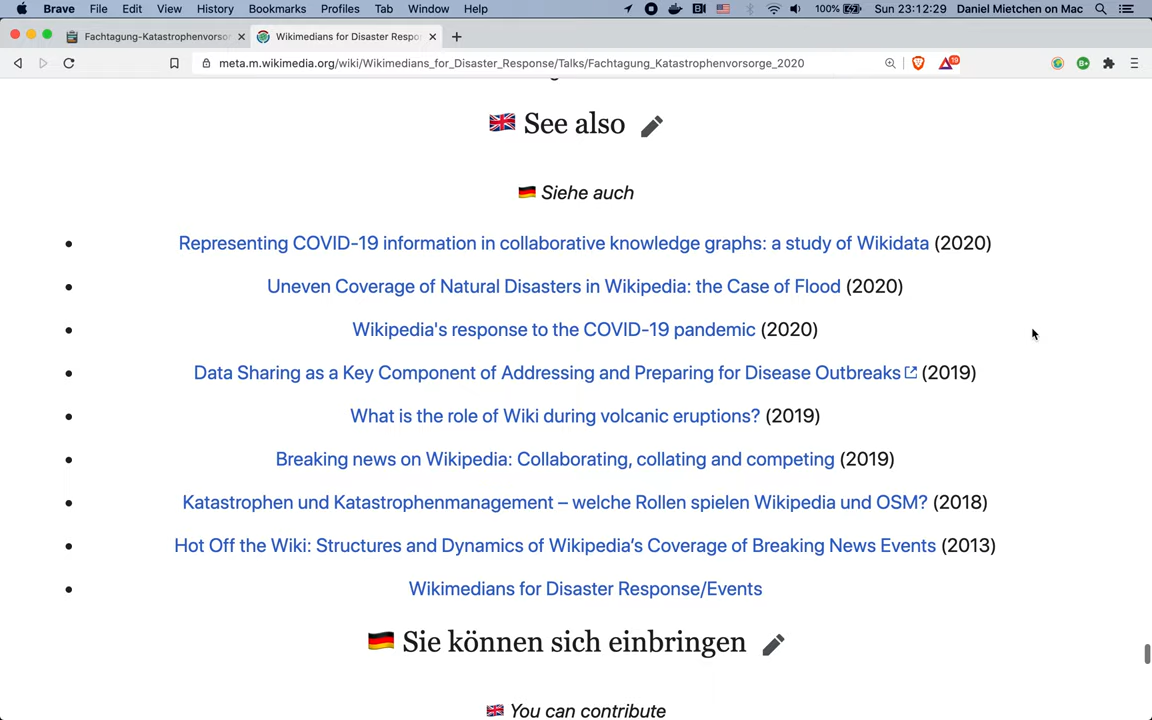 Brave File Edit View History Bookmarks Profiles Tab Window Help 100% Sun 23:12:29 Daniel Mietchen on Mac
Fachtagung-Katastrophenvorso Wikimedians for Disaster Respo
meta.m.wikimedia.org/wiki/Wikimedians_for_Disaster_Response/Talks/Fachtagung_Katastrophenvorsorge_2020 19 B+
See also
Siehe auch
Representing COVID-19 information in collaborative knowledge graphs: a study of Wikidata (2020)
Uneven Coverage of Natural Disasters in Wikipedia: the Case of Flood (2020)
Wikipedia's response to the COVID-19 pandemic (2020)
Data Sharing as a Key Component of Addressing and Preparing for Disease Outbreaks (2019)
What is the role of Wiki during volcanic eruptions? (2019)
Breaking news on Wikipedia: Collaborating, collating and competing (2019)
Katastrophen und Katastrophenmanagement – welche Rollen spielen Wikipedia und OSM? (2018)
Hot Off the Wiki: Structures and Dynamics of Wikipedia’s Coverage of Breaking News Events (2013)
Wikimedians for Disaster Response/Events
Sie können sich einbringen
You can contribute